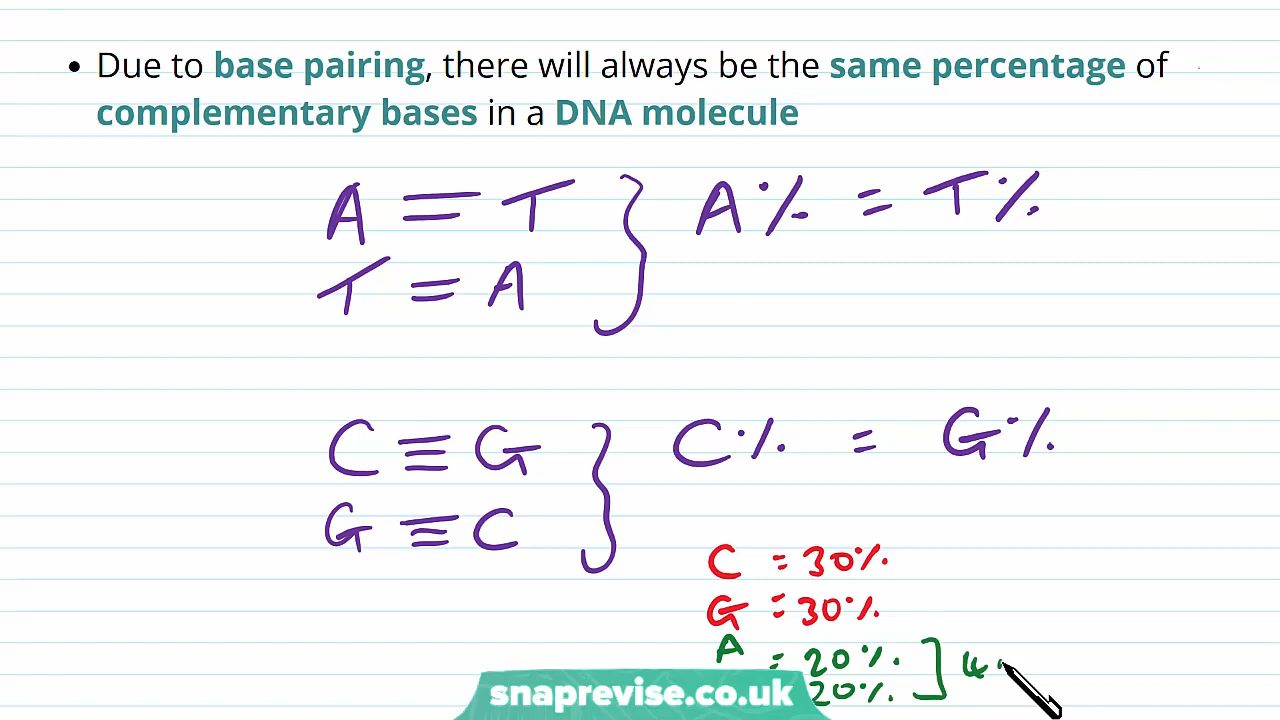 • Due to base pairing, there will always be the same percentage of
complementary bases in a DNA molecule
A = T } A% = T%
T = A
C ≡ G } C% = G%
G ≡ C
C = 30%
G = 30%
A = 20% ]
20%
snaprevise.co.uk